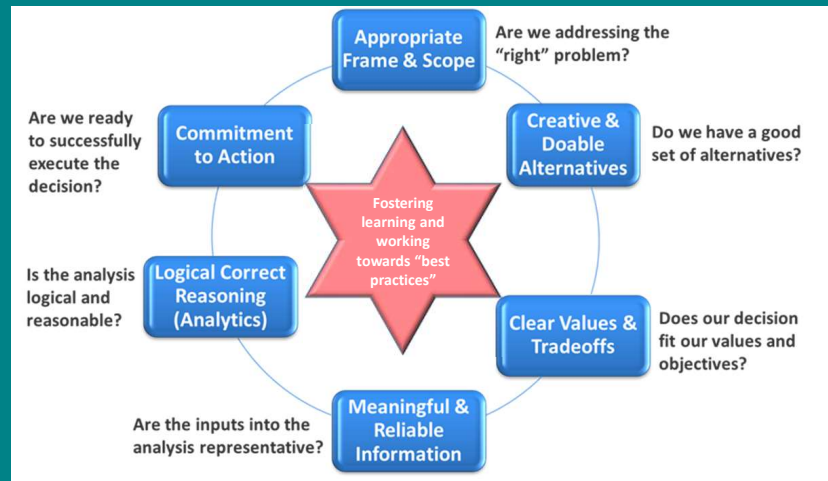 Appropriate
Frame & Scope
Are we addressing the
“right” problem?
Creative &
Doable
Alternatives
Do we have a good
set of alternatives?
Clear Values &
Tradeoffs
Does our decision
fit our values and
objectives?
Meaningful &
Reliable
Information
Are the inputs into the
analysis representative?
Logical Correct
Reasoning
(Analytics)
Is the analysis
logical and
reasonable?
Commitment
to Action
Are we ready
to successfully
execute the
decision?
Fostering
learning and
working
towards “best
practices”